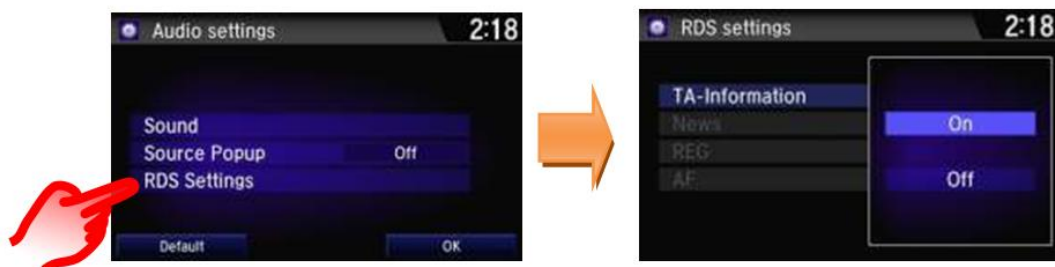 Audio settings 2:18
Sound
Source Popup Off
RDS Settings
Default OK
RDS settings 2:18
TA-Information
News
REG
AF
On
Off